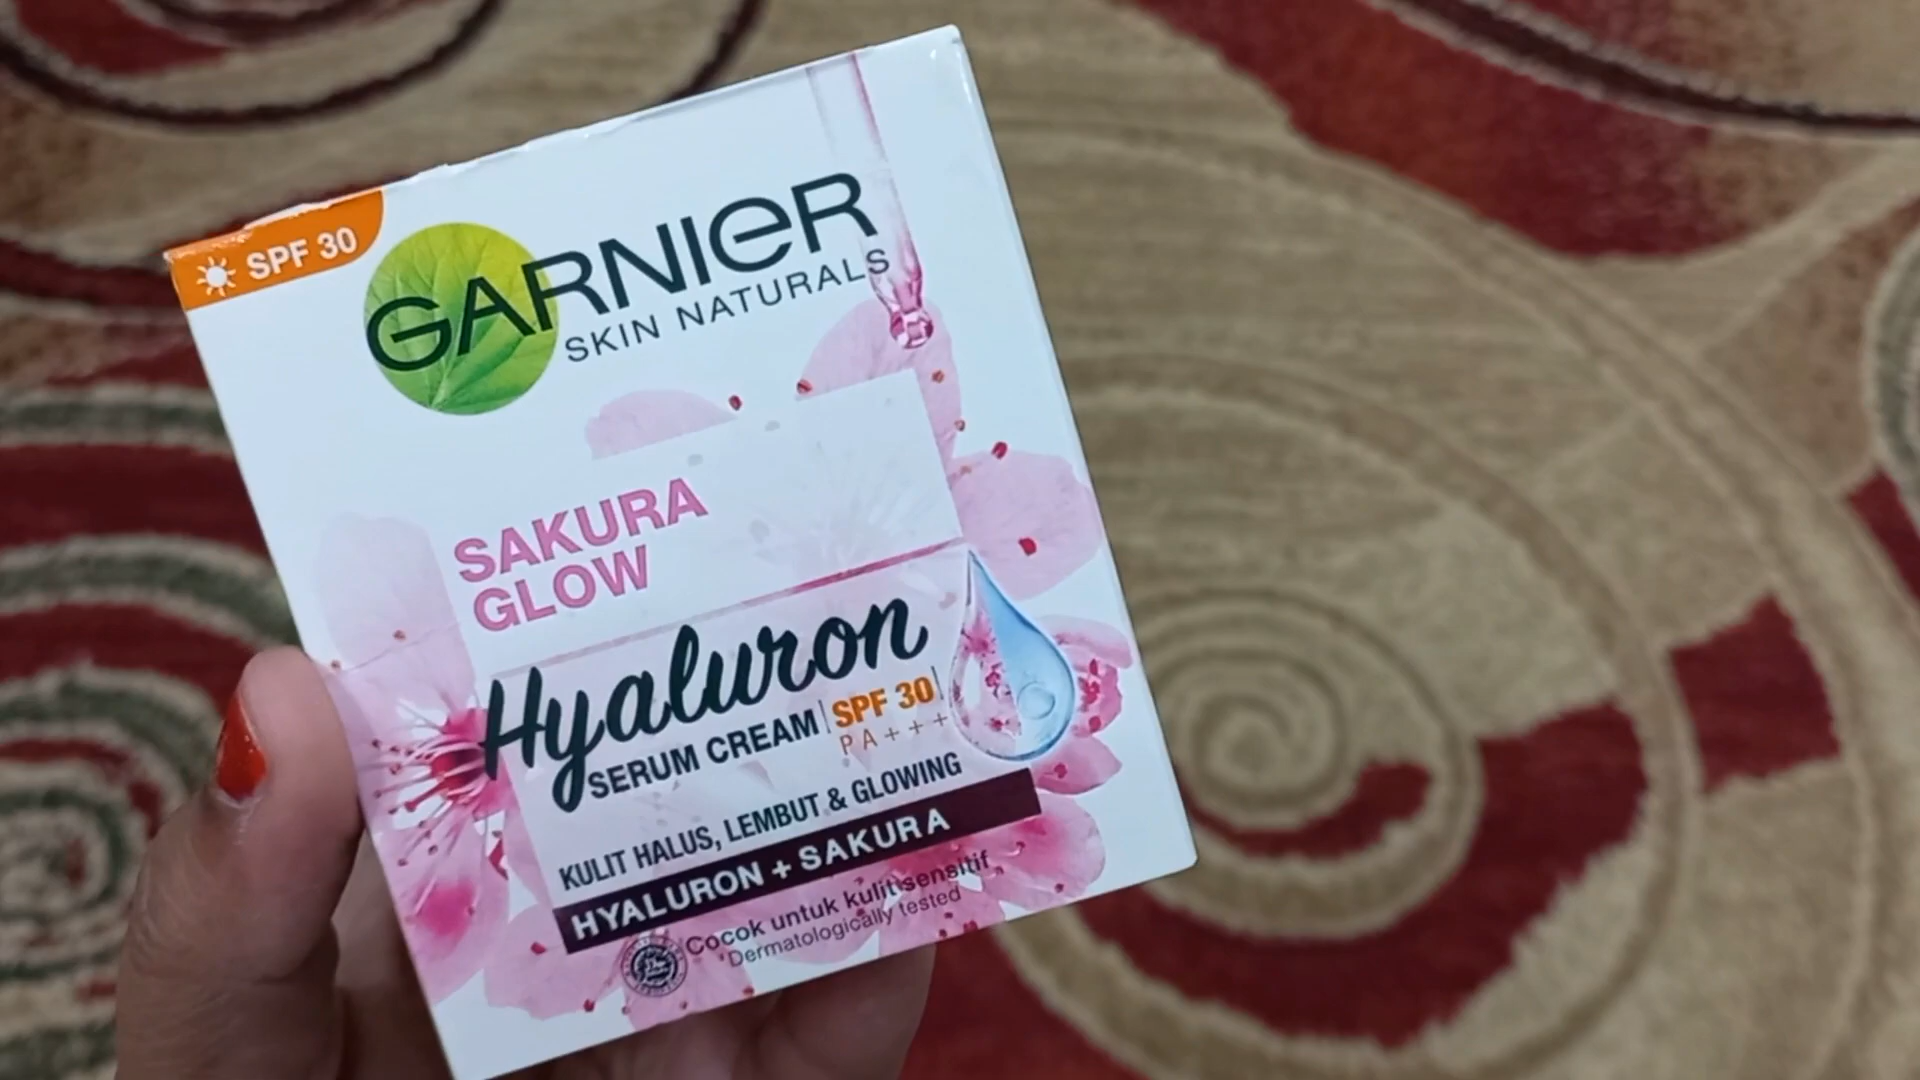 SPF 30
GARNIER
SKIN NATURALS
SAKURA
GLOW
Hyaluron
SERUM CREAM SPF 30
PA+++
KULIT HALUS, LEMBUT & GLOWING
HYALURON + SAKURA
Cocok untuk kulit sensitif
Dermatologically tested